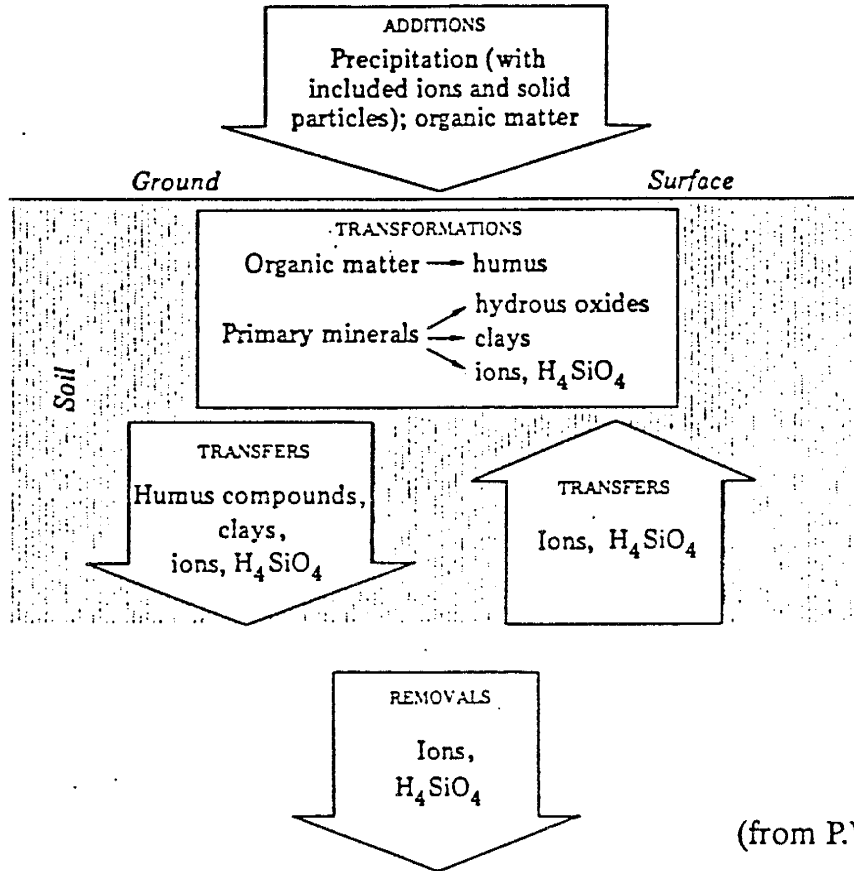 ADDITIONS
Precipitation (with
included ions and solid
particles); organic matter
Ground Surface
TRANSFORMATIONS
Organic matter → humus
hydrous oxides
Primary minerals → clays
ions, H₄SiO₄
Soil
TRANSFERS
Humus compounds,
clays,
ions, H₄SiO₄
TRANSFERS
Ions, H₄SiO₄
REMOVALS
Ions,
H₄SiO₄
(from P.